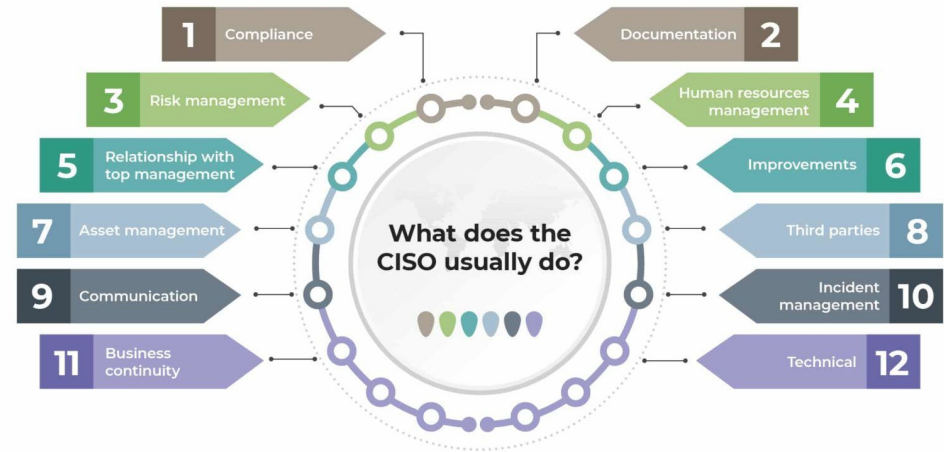 1 Compliance
Documentation 2
3 Risk management
Human resources
management 4
5 Relationship with
top management
Improvements 6
7 Asset management
Third parties 8
What does the
CISO usually do?
9 Communication
Incident
management 10
11 Business
continuity
Technical 12